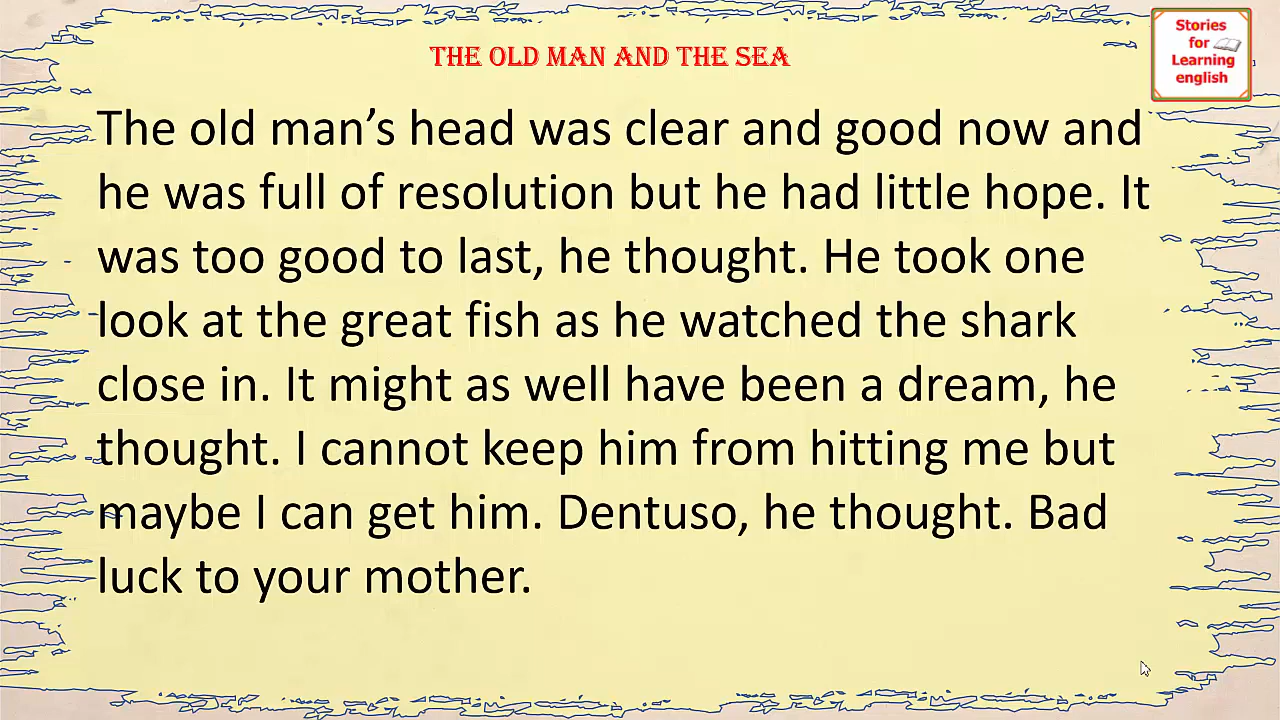 THE OLD MAN AND THE SEA
Stories
for
Learning
english
The old man’s head was clear and good now and
he was full of resolution but he had little hope. It
was too good to last, he thought. He took one
look at the great fish as he watched the shark
close in. It might as well have been a dream, he
thought. I cannot keep him from hitting me but
maybe I can get him. Dentuso, he thought. Bad
luck to your mother.